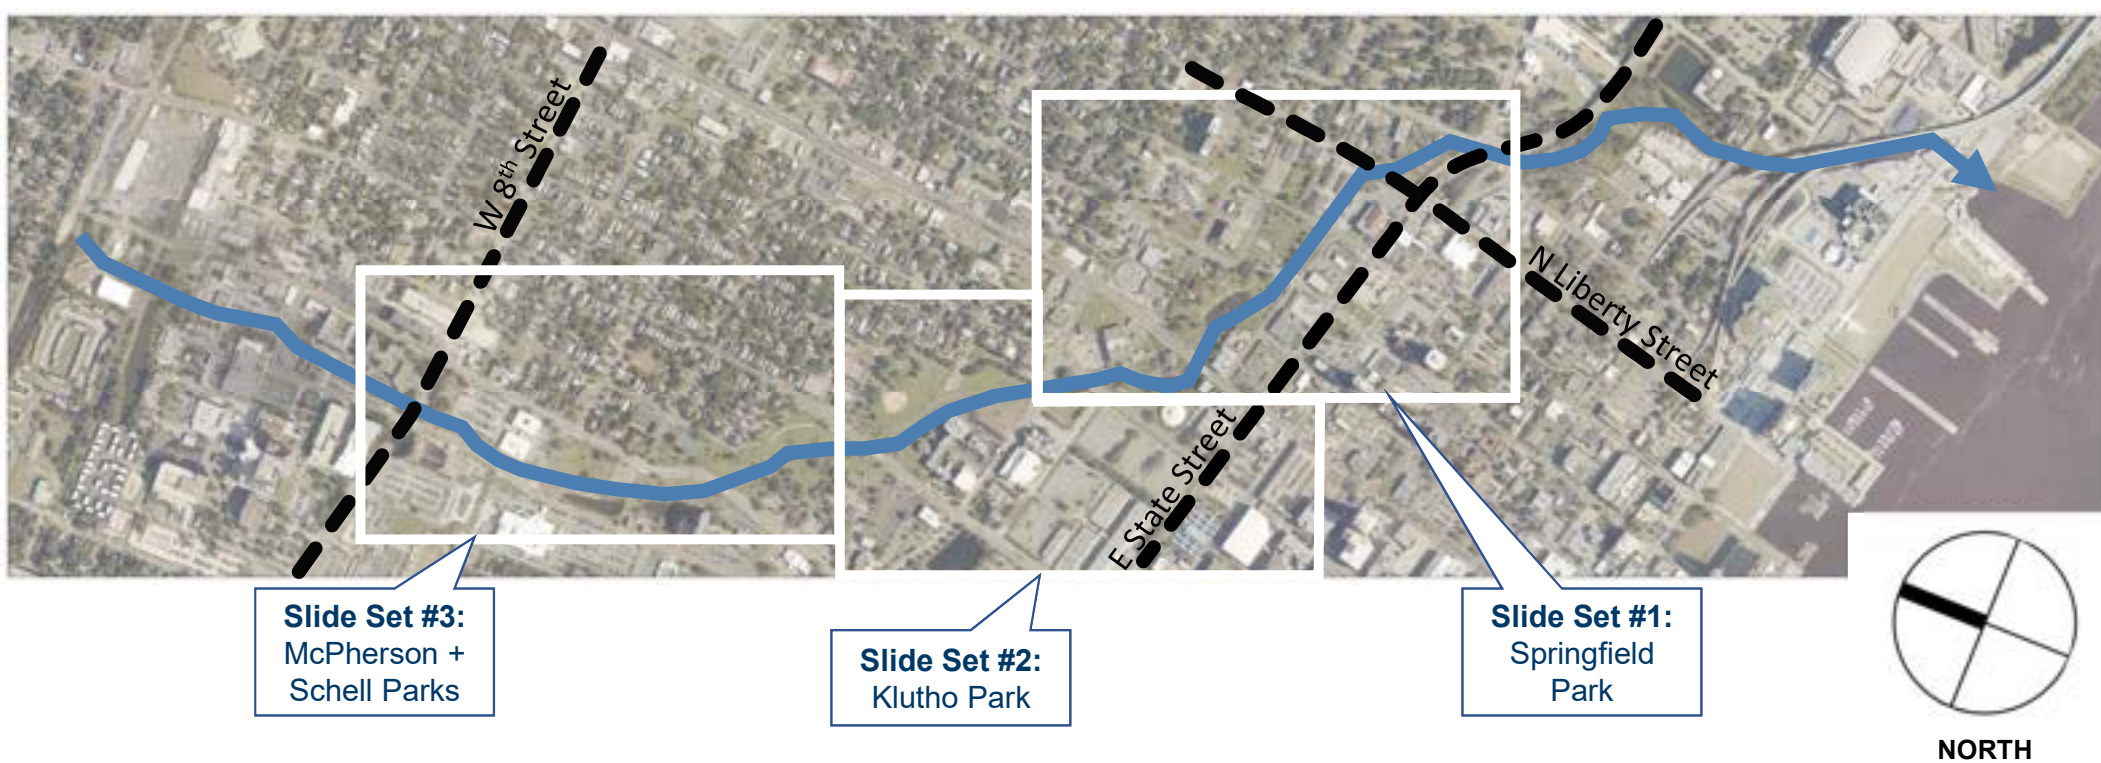 W 8th Street
N Liberty Street
E State Street
Slide Set #3:
McPherson +
Schell Parks
Slide Set #2:
Klutho Park
Slide Set #1:
Springfield
Park
NORTH